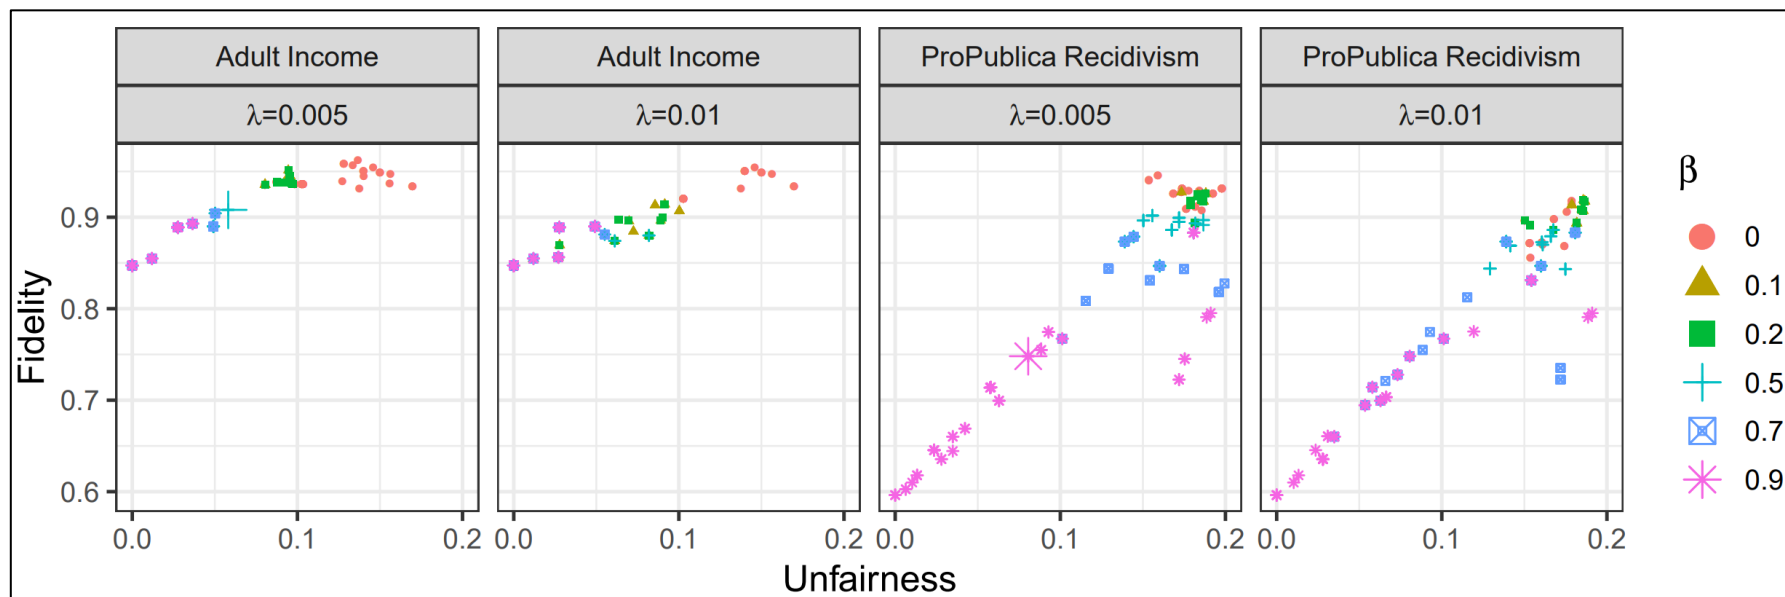 Adult Income Adult Income ProPublica Recidivism ProPublica Recidivism
λ=0.005 λ=0.01 λ=0.005 λ=0.01
β
0.9
0
0.1
0.8
0.2
Fidelity
0.5
0.7
0.7
0.9
0.6
0.0 0.1 0.2 0.0 0.1 0.2 0.0 0.1 0.2 0.0 0.1 0.2
Unfairness